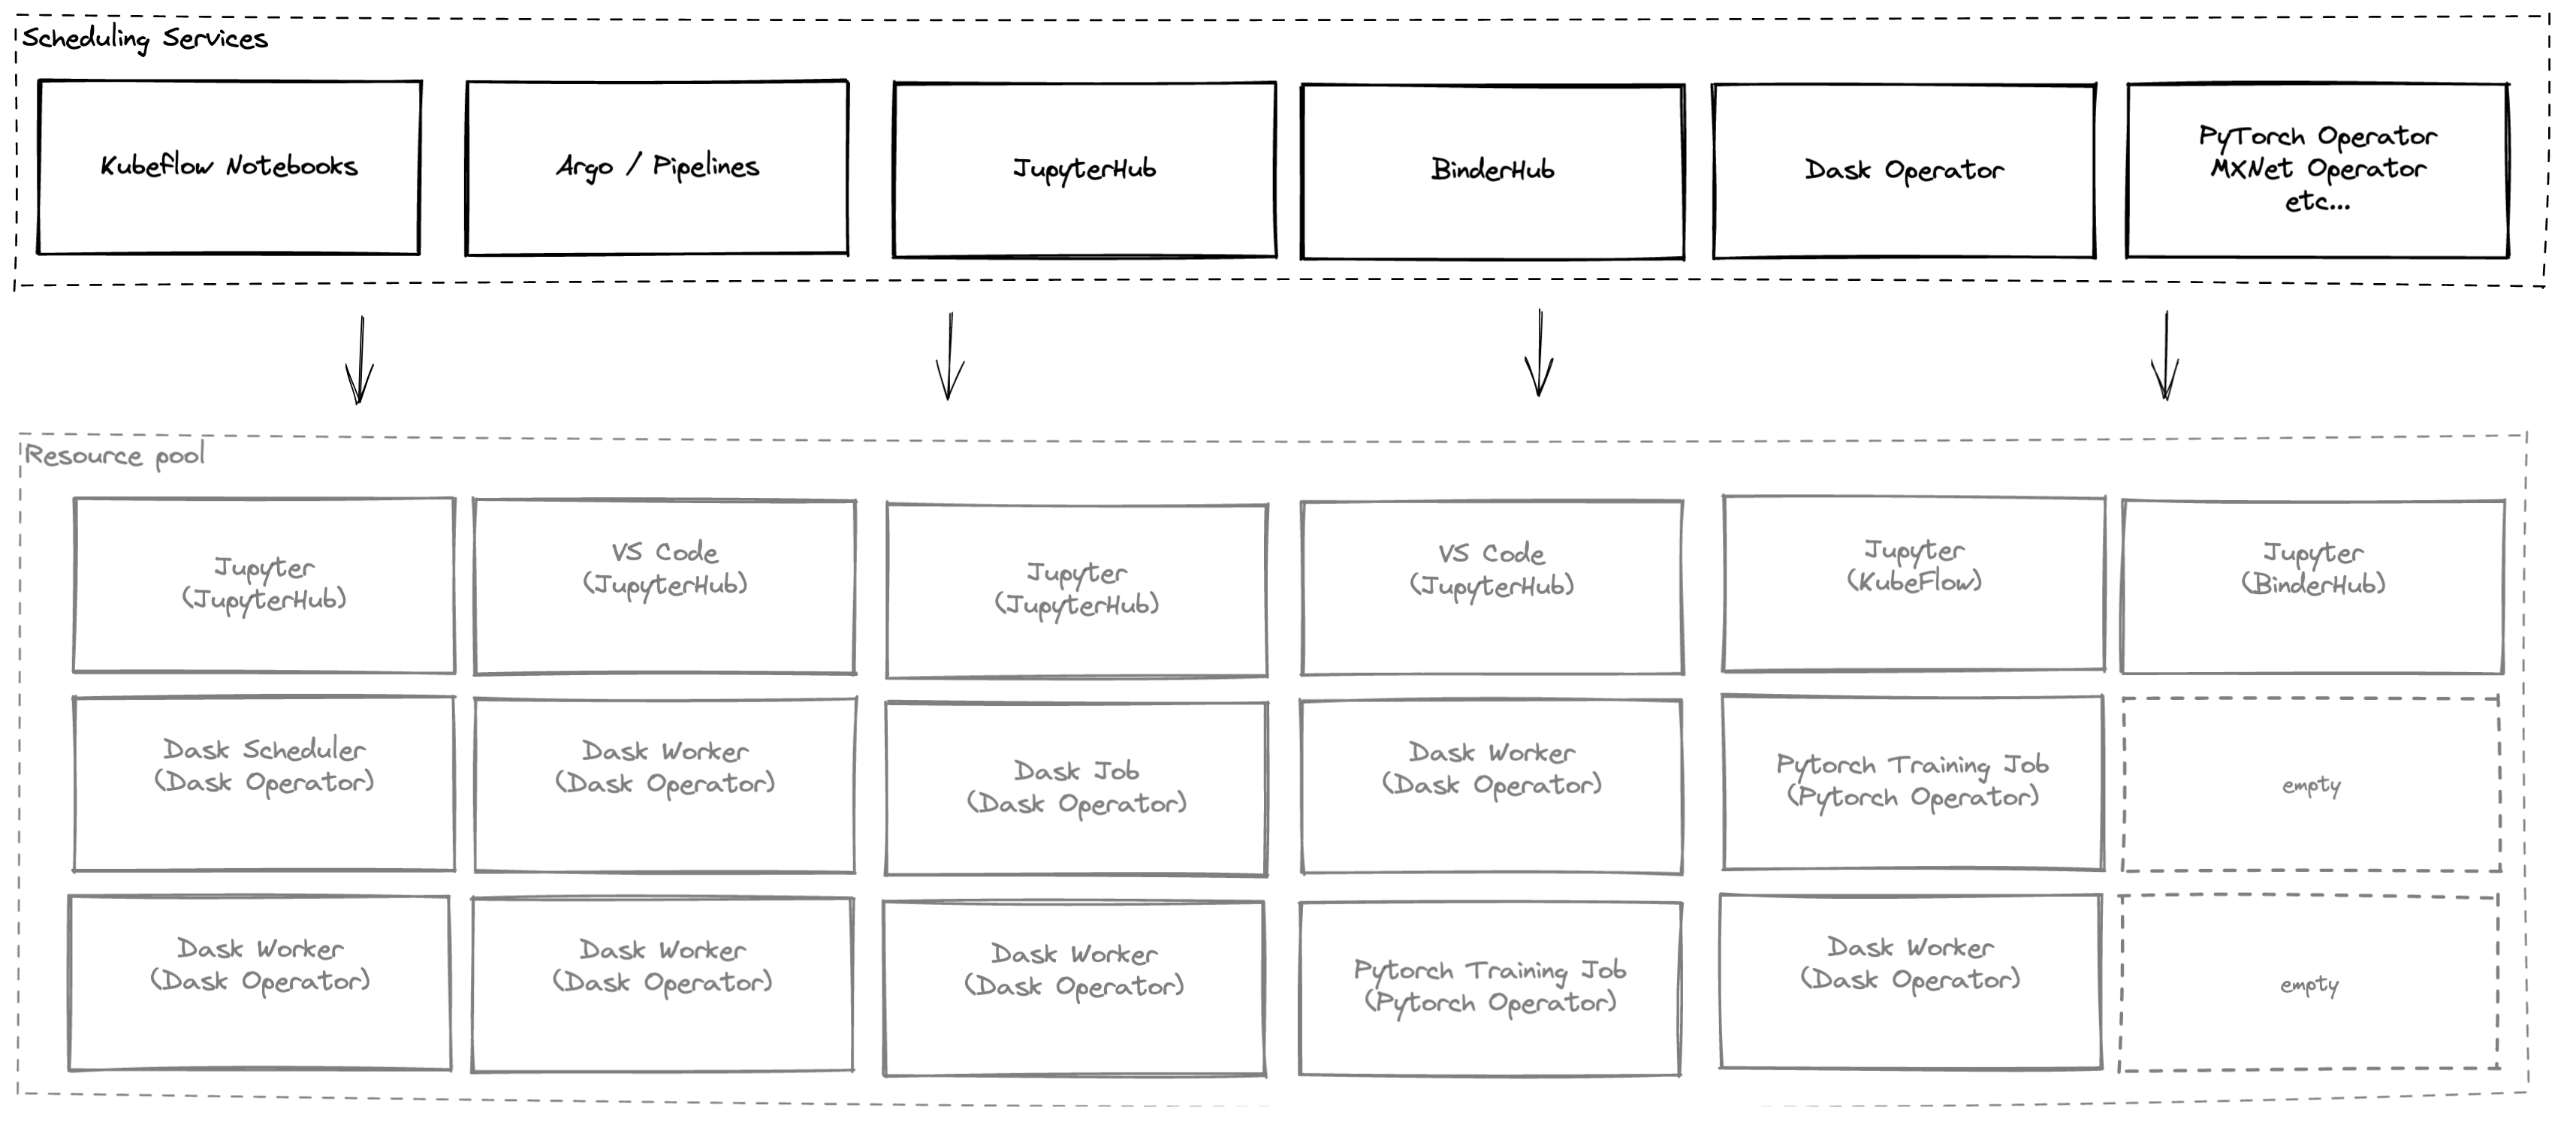 Scheduling Services
Kubeflow Notebooks
Argo / Pipelines
JupyterHub
BinderHub
Dask Operator
PyTorch Operator
MXNet Operator
etc...
Resource pool
Jupyter
(JupyterHub)
VS Code
(JupyterHub)
Jupyter
(JupyterHub)
VS Code
(JupyterHub)
Jupyter
(KubeFlow)
Jupyter
(BinderHub)
Dask Scheduler
(Dask Operator)
Dask Worker
(Dask Operator)
Dask Job
(Dask Operator)
Dask Worker
(Dask Operator)
Pytorch Training Job
(Pytorch Operator)
empty
Dask Worker
(Dask Operator)
Dask Worker
(Dask Operator)
Dask Worker
(Dask Operator)
Pytorch Training Job
(Pytorch Operator)
Dask Worker
(Dask Operator)
empty